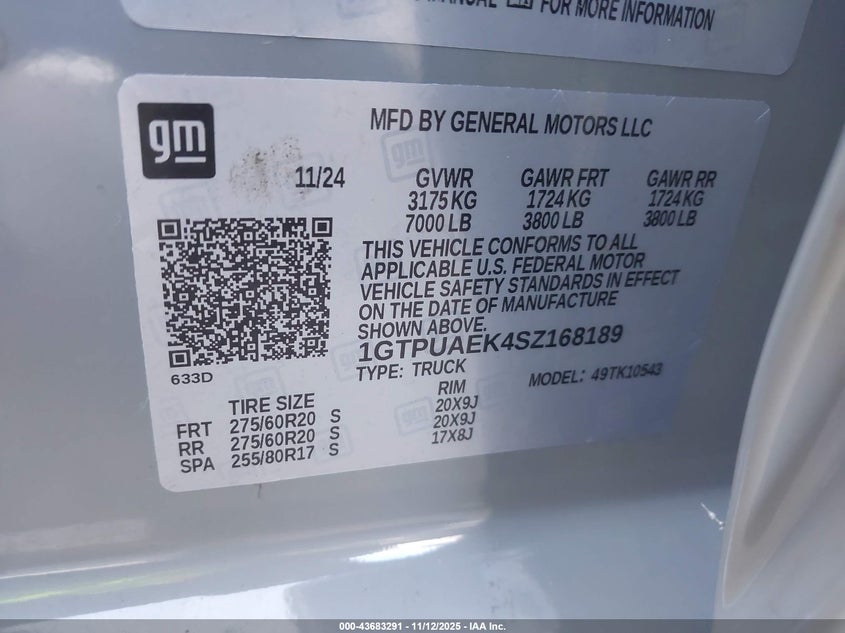 MANUAL FOR MORE INFORMATION
gm
MFD BY GENERAL MOTORS LLC
11/24 GVWR GAWR FRT GAWR RR
3175 KG 1724 KG 1724 KG
7000 LB 3800 LB 3800 LB
THIS VEHICLE CONFORMS TO ALL
APPLICABLE U.S. FEDERAL MOTOR
VEHICLE SAFETY STANDARDS IN EFFECT
ON THE DATE OF MANUFACTURE
SHOWN ABOVE.
1GTPUAEK4SZ168189
633D
TYPE: TRUCK MODEL: 49TK10543
TIRE SIZE RIM
FRT 275/60R20 S 20X9J
RR 275/60R20 S 20X9J
SPA 255/80R17 S 17X8J
000-43683291 - 11/12/2025 - IAA Inc.